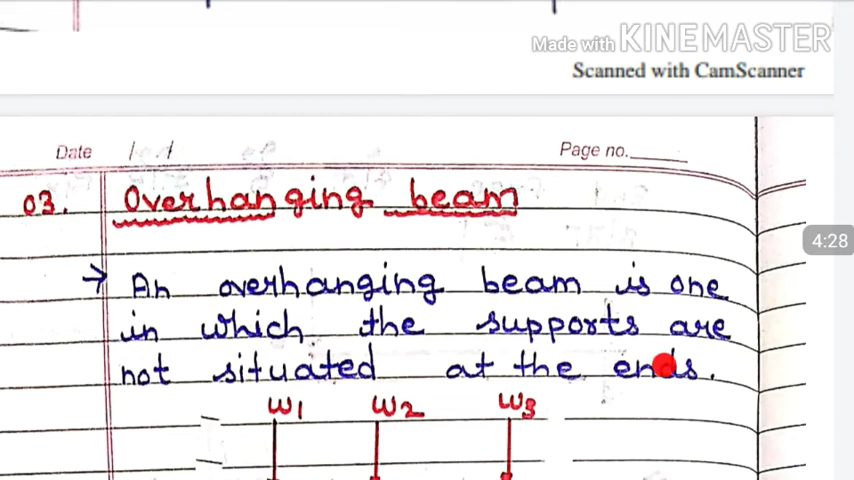 Made with KINEMASTER
Scanned with CamScanner
Date
Page no.
03. Overhanging beam
4:28
→ An overhanging beam is one
in which the supports are
not situated at the ends.
W1 W2 W3